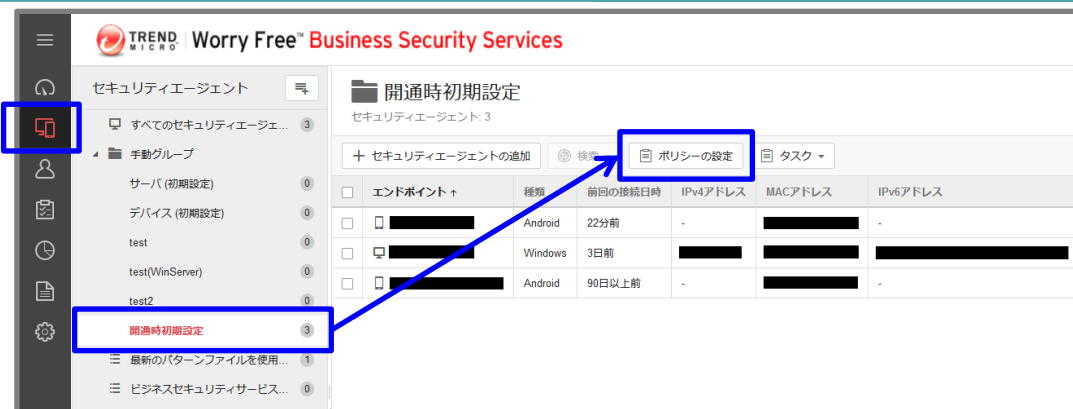 TREND MICRO Worry Free™ Business Security Services
セキュリティエージェント
すべてのセキュリティエージェ... 3
手動グループ
サーバ (初期設定) 0
デバイス (初期設定) 0
test 0
test(WinServer) 0
test2 0
開通時初期設定 3
最新のパターンファイルを使用... 1
ビジネスセキュリティサービス... 0
開通時初期設定
セキュリティエージェント: 3
+ セキュリティエージェントの追加 検索 ポリシーの設定 タスク
エンドポイント ↑ 種類 前回の接続日時 IPv4アドレス MACアドレス IPv6アドレス
Android 22分前 - -
Windows 3日前
Android 90日以上前 - -